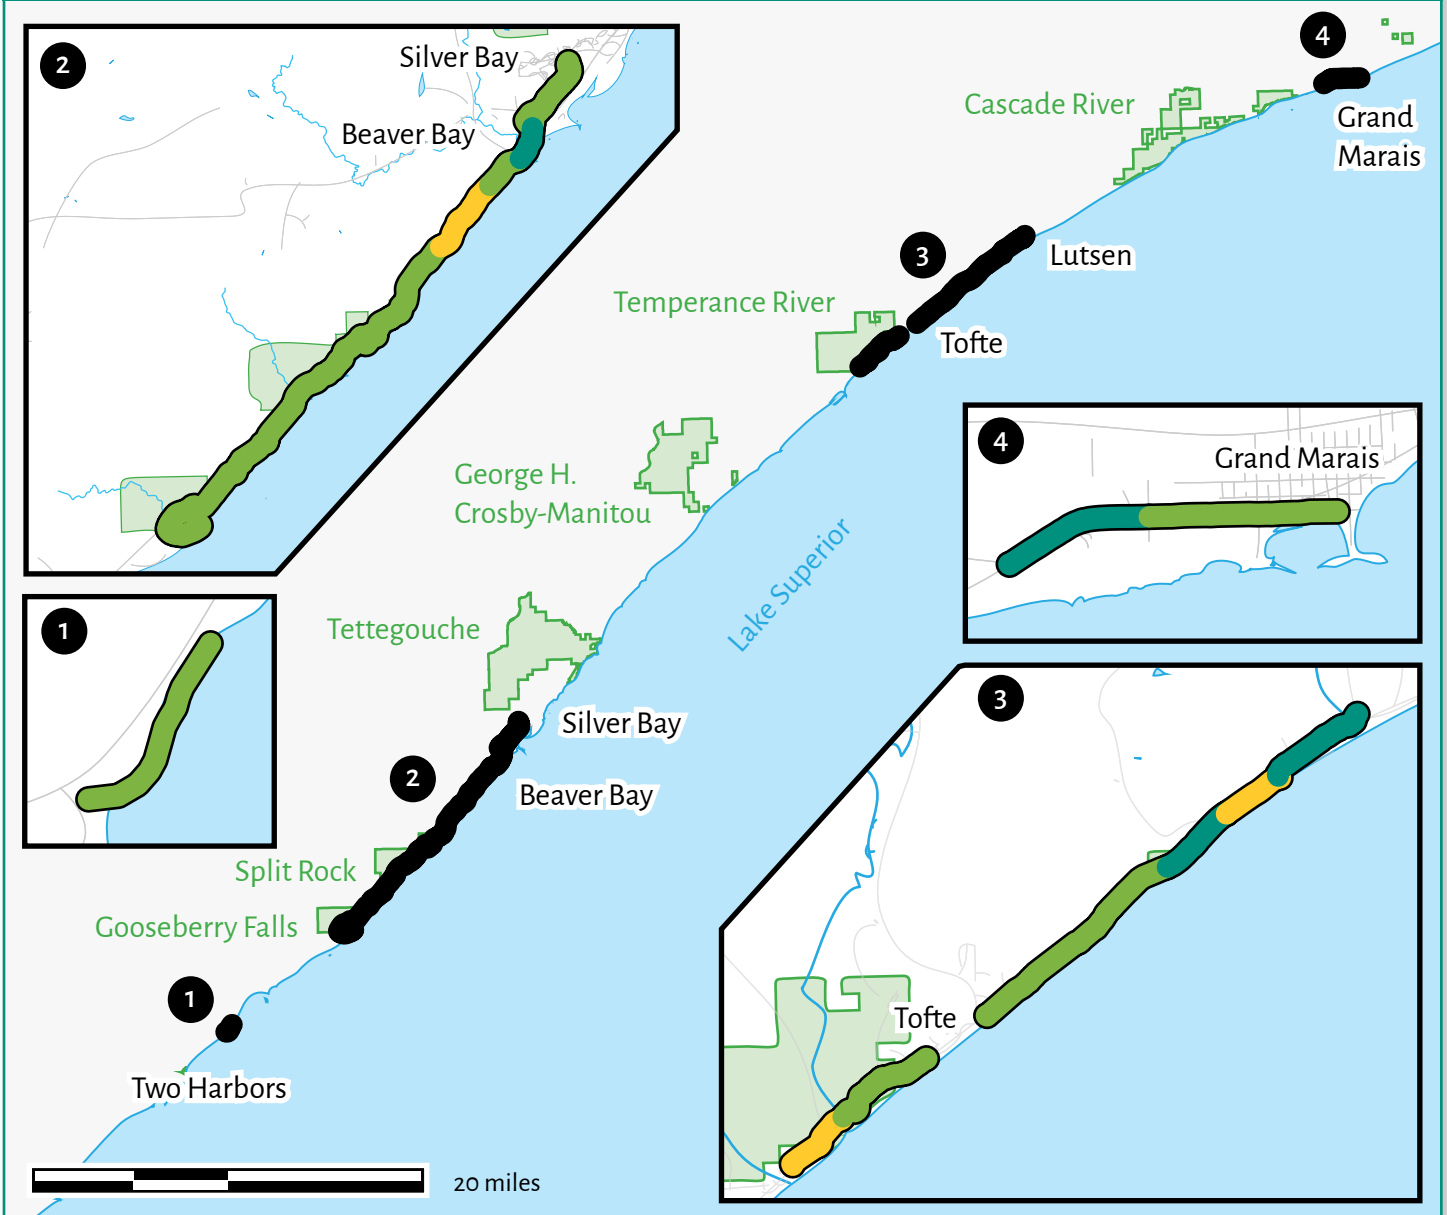 2
Silver Bay
Beaver Bay
4
Grand
Marais
Cascade River
3
Lutsen
Temperance River
Tofte
4
Grand Marais
George H.
Crosby-Manitou
Lake Superior
1
Tettegouche
Silver Bay
2
Beaver Bay
Split Rock
Gooseberry Falls
3
Tofte
1
Two Harbors
20 miles